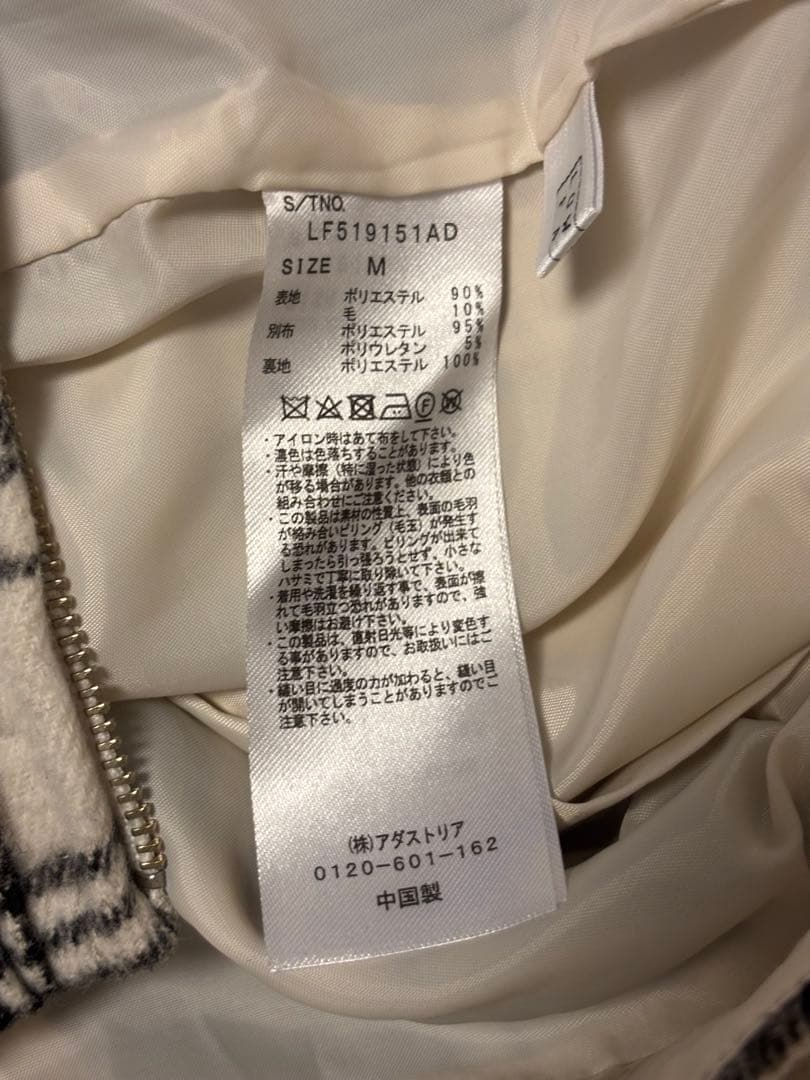 S/TNO.
LF519151AD
SIZE M
表地 ポリエステル 90%
毛 10%
別布 ポリエステル 95%
ポリウレタン 5%
裏地 ポリエステル 100%
・アイロン時はあて布をして下さい。
・濃色は色落ちすることがあります。
・汗や摩擦（特に湿った状態）により色
が移る場合があります。他の衣類との
組み合わせにご注意ください。
・この製品は素材の性質上、表面の毛羽
が絡み合いピリング（毛玉）が発生す
る恐れがあります。ピリングが出来て
しまったら引っ張ろうとせず、小さな
ハサミで丁寧に取り除いて下さい。
・着用や洗濯を繰り返す事で、表面が擦
れて毛羽立つ恐れがありますので、強
い摩擦はお避け下さい。
・この製品は、直射日光等により変色す
る事がありますので、お取扱いにはご
注意下さい。
・縫い目に過度の力が加わると、縫い目
が開いてしまうことがありますのでご
注意下さい。
(株)アダストリア
0120-601-162
中国製